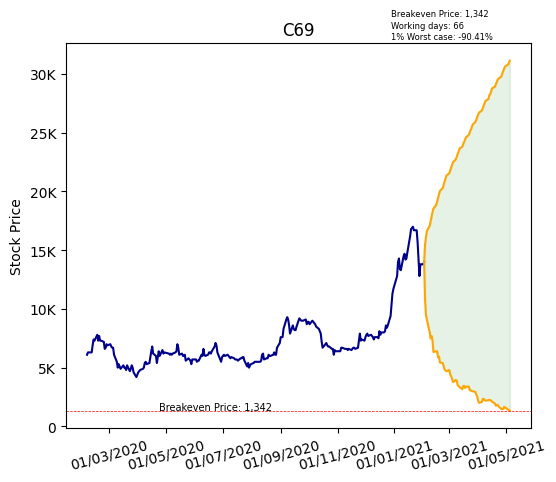 Breakeven Price: 1,342
Working days: 66
1% Worst case: -90.41%
C69
Stock Price
30K
25K
20K
15K
10K
5K
0
Breakeven Price: 1,342
01/03/2020
01/05/2020
01/07/2020
01/09/2020
01/11/2020
01/01/2021
01/03/2021
01/05/2021